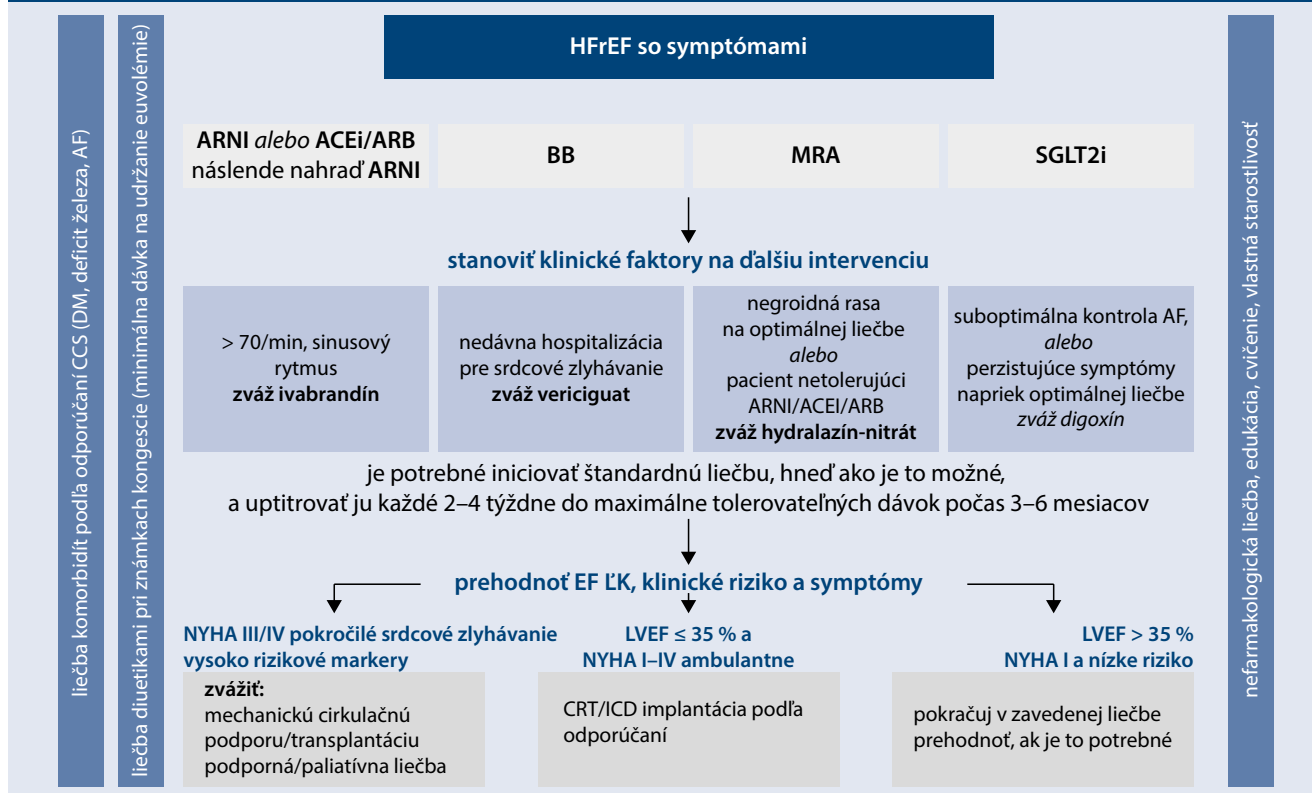 HFrEF so symptómami
liečba komorbidít podľa odporúčaní CCS (DM, deficit železa, AF)
liečba diuetikami pri známkach kongescie (minimálna dávka na udržanie euvolémie)
ARNI alebo ACEi/ARB
náslende nahraď ARNI
BB
MRA
SGLT2i
stanoviť klinické faktory na ďalšiu intervenciu
> 70/min, sinusový
rytmus
zváž ivabrandín
nedávna hospitalizácia
pre srdcové zlyhávanie
zváž vericiguat
negroidná rasa
na optimálnej liečbe
alebo
pacient netolerujúci
ARNI/ACEI/ARB
zváž hydralazín-nitrát
suboptimálna kontrola AF,
alebo
perzistujúce symptómy
napriek optimálnej liečbe
zváž digoxín
je potrebné iniciovať štandardnú liečbu, hneď ako je to možné,
a uptitrovať ju každé 2–4 týždne do maximálne tolerovateľných dávok počas 3–6 mesiacov
prehodnoť EF ĽK, klinické riziko a symptómy
NYHA III/IV pokročilé srdcové zlyhávanie
vysoko rizikové markery
zvážiť:
mechanickú cirkulačnú
podporu/transplantáciu
podporná/paliatívna liečba
LVEF ≤ 35 % a
NYHA I–IV ambulantne
CRT/ICD implantácia podľa
odporúčaní
LVEF > 35 %
NYHA I a nízke riziko
pokračuj v zavedenej liečbe
prehodnoť, ak je to potrebné
nefarmakologická liečba, edukácia, cvičenie, vlastná starostlivosť